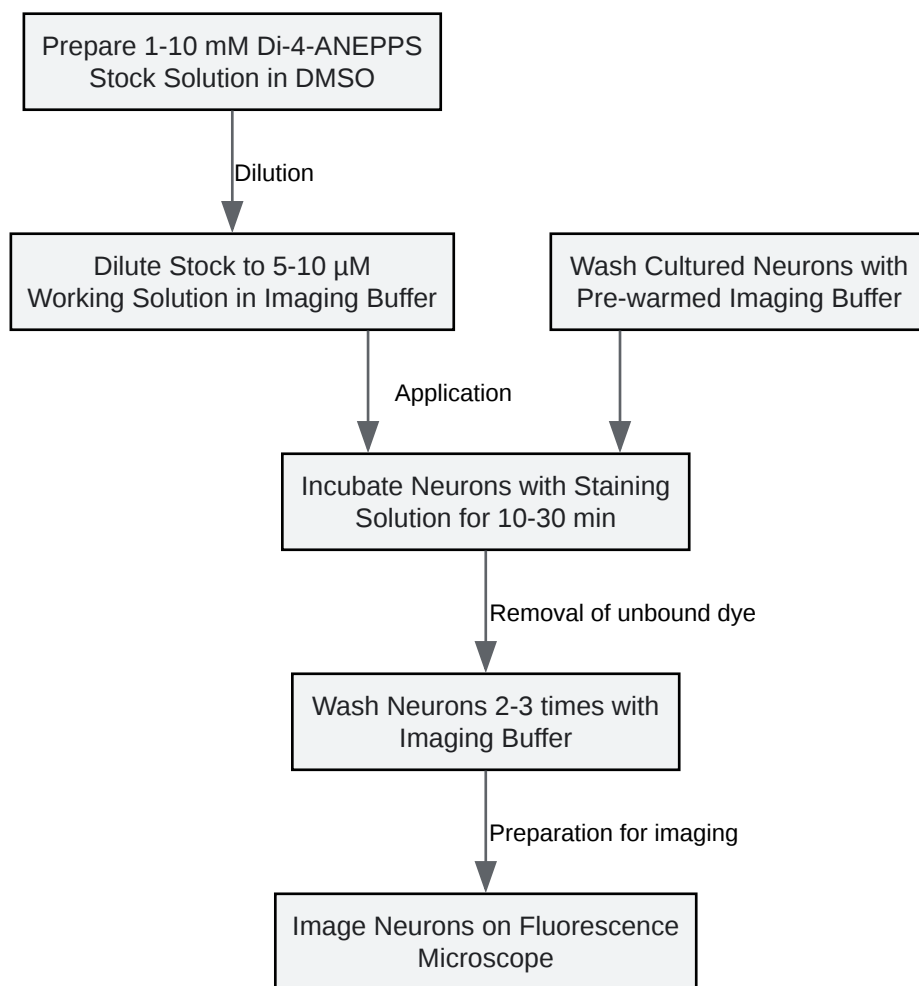 Prepare 1-10 mM Di-4-ANEPPS
Stock Solution in DMSO
Dilution
Dilute Stock to 5-10 µM
Working Solution in Imaging Buffer
Wash Cultured Neurons with
Pre-warmed Imaging Buffer
Application
Incubate Neurons with Staining
Solution for 10-30 min
Removal of unbound dye
Wash Neurons 2-3 times with
Imaging Buffer
Preparation for imaging
Image Neurons on Fluorescence
Microscope